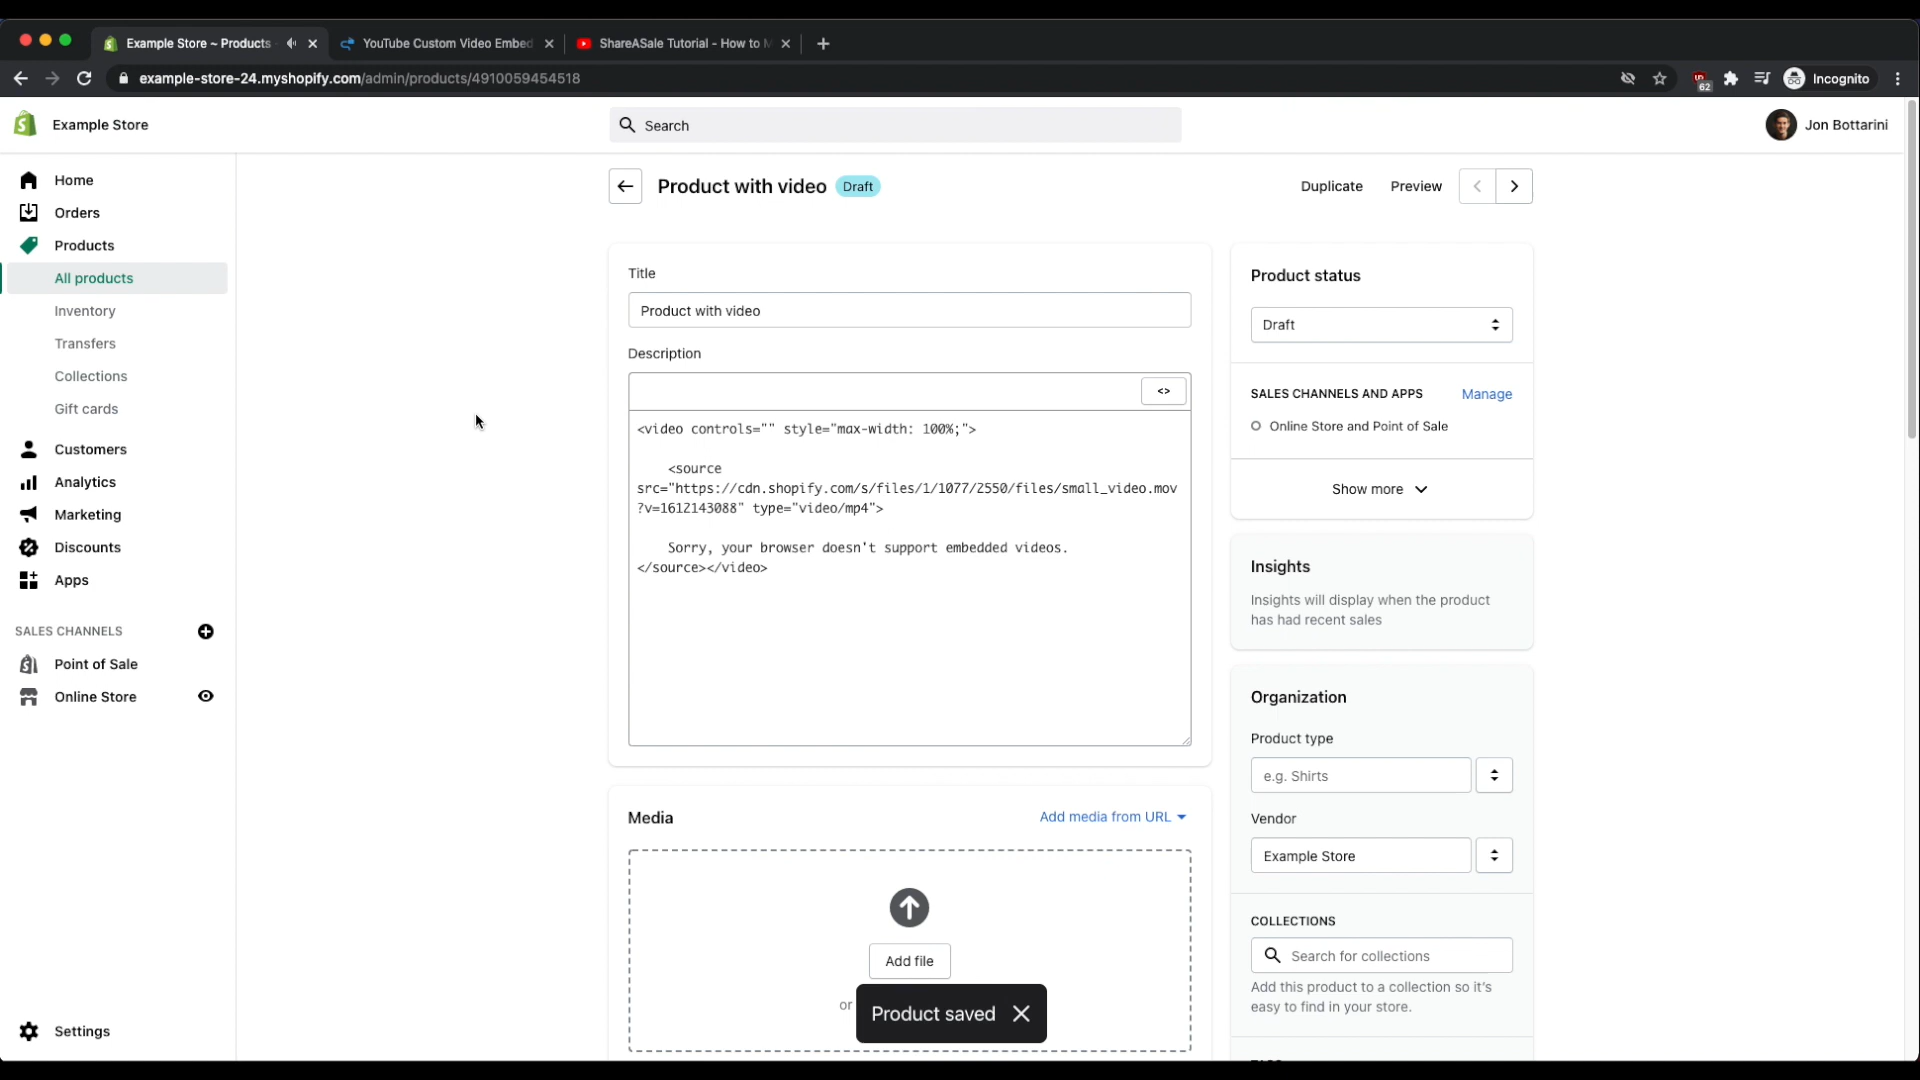 Example Store ~ Products
YouTube Custom Video Embed
ShareASale Tutorial - How to M
example-store-24.myshopify.com/admin/products/4910059454518
62
Incognito
Example Store
Search
Jon Bottarini
Home
Orders
Products
All products
Inventory
Transfers
Collections
Gift cards
Customers
Analytics
Marketing
Discounts
Apps
SALES CHANNELS
Point of Sale
Online Store
Settings
Product with video
Draft
Duplicate
Preview
Title
Product with video
Description
<>
<video controls="" style="max-width: 100%;">
<source
src="https://cdn.shopify.com/s/files/1/1077/2550/files/small_video.mov
?v=1612143088" type="video/mp4">
Sorry, your browser doesn't support embedded videos.
</source></video>
Media
Add media from URL
Add file
or
Product saved
Product status
Draft
SALES CHANNELS AND APPS
Manage
Online Store and Point of Sale
Show more
Insights
Insights will display when the product
has had recent sales
Organization
Product type
e.g. Shirts
Vendor
Example Store
COLLECTIONS
Search for collections
Add this product to a collection so it's
easy to find in your store.